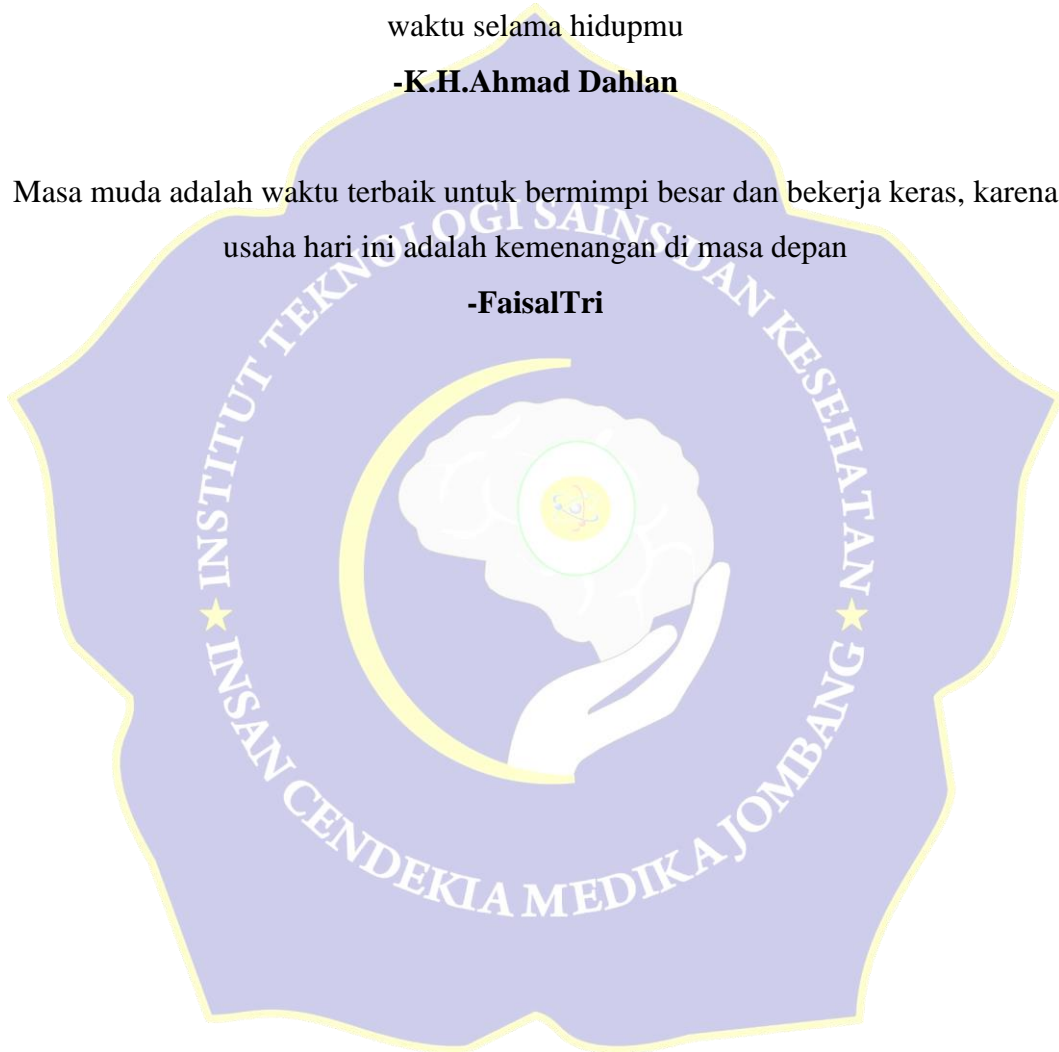 waktu selama hidupmu
-K.H.Ahmad Dahlan
Masa muda adalah waktu terbaik untuk bermimpi besar dan bekerja keras, karena
usaha hari ini adalah kemenangan di masa depan
-FaisalTri
INSTITUT TEKNOLOGI SAINS DAN KESEHATAN
INSAN CENDEKIA MEDIKA JOMBANG